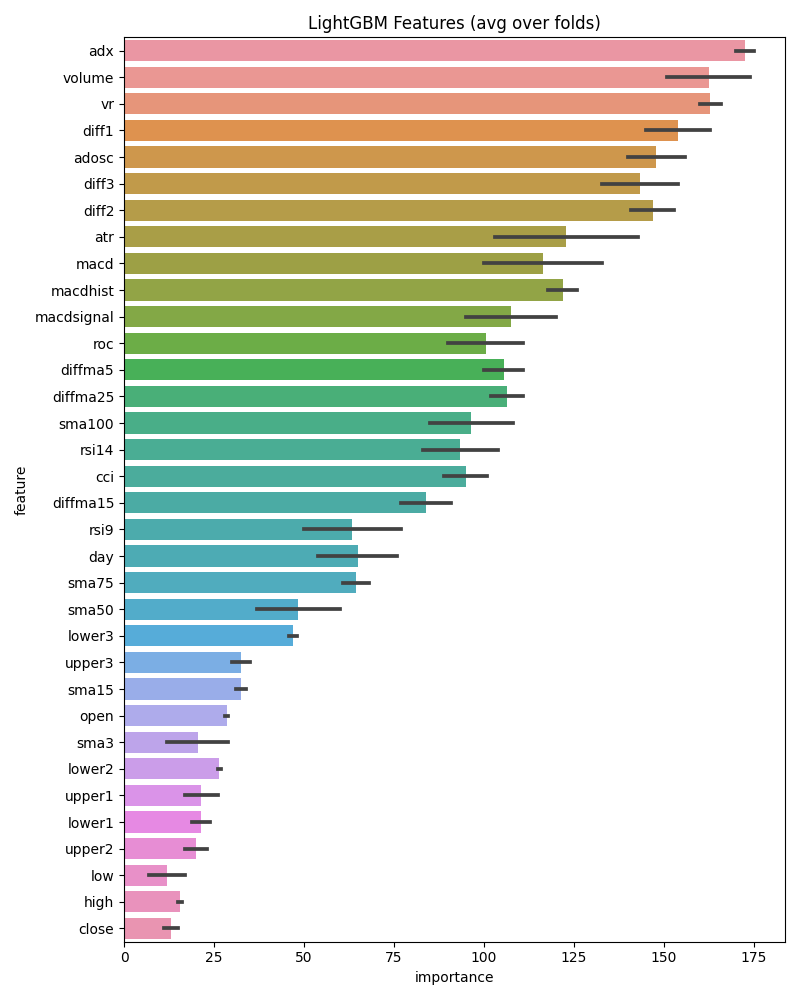 LightGBM Features (avg over folds)
feature
adx
volume
vr
diff1
adosc
diff3
diff2
atr
macd
macdhist
macdsignal
roc
diffma5
diffma25
sma100
rsi14
cci
diffma15
rsi9
day
sma75
sma50
lower3
upper3
sma15
open
sma3
lower2
upper1
lower1
upper2
low
high
close
0 25 50 75 100 125 150 175
importance